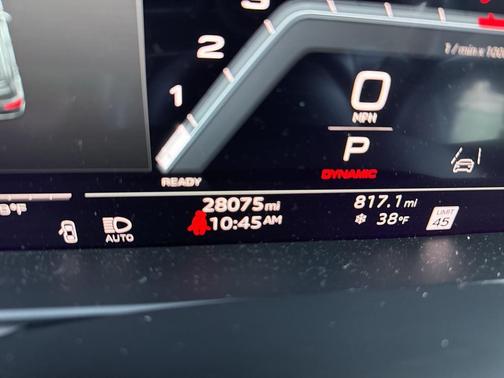 3
2
1
1 / min x 1000
0
MPH
P
DYNAMIC
READY
28075 mi
817.1 mi
°F
AUTO
10:45 AM
38°F
LIMIT
45